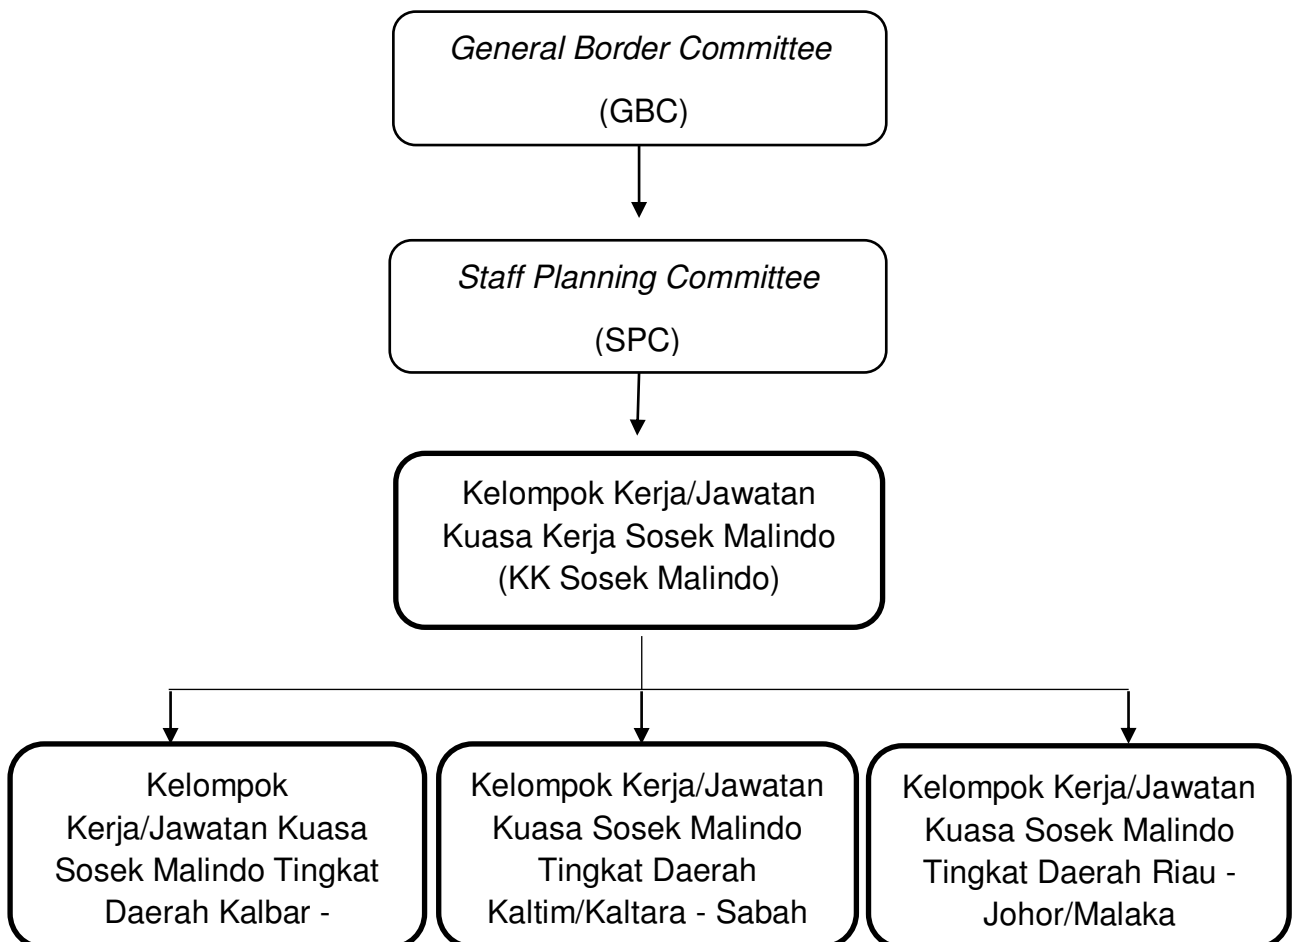 General Border Committee
(GBC)
Staff Planning Committee
(SPC)
Kelompok Kerja/Jawatan
Kuasa Kerja Sosek Malindo
(KK Sosek Malindo)
Kelompok
Kerja/Jawatan Kuasa
Sosek Malindo Tingkat
Daerah Kalbar -
Kelompok Kerja/Jawatan
Kuasa Sosek Malindo
Tingkat Daerah
Kaltim/Kaltara - Sabah
Kelompok Kerja/Jawatan
Kuasa Sosek Malindo
Tingkat Daerah Riau -
Johor/Malaka